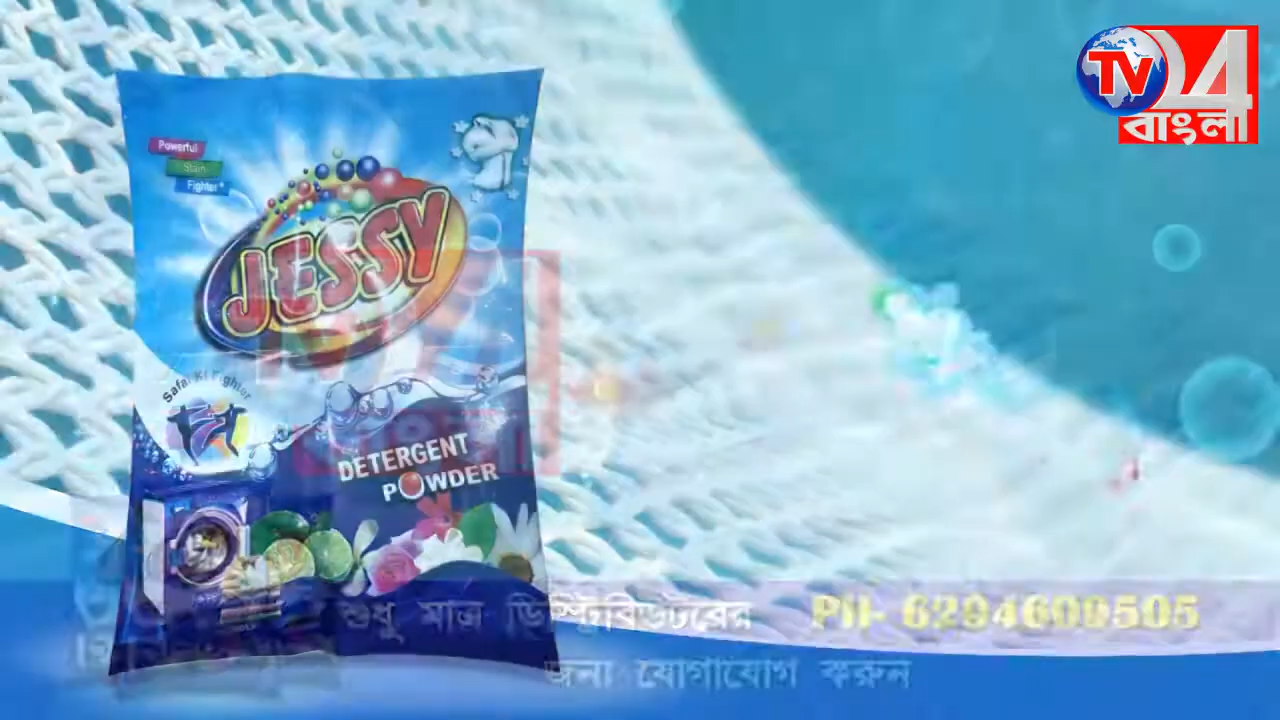 TV 24
বাংলা
Powerful
Stain
Fighter
JESSY
Safai Ki Fighter
DETERGENT
POWDER
শুধু মাত্র ডিস্ট্রিবিউটরের PH- 6294609505
জন্য যোগাযোগ করুন